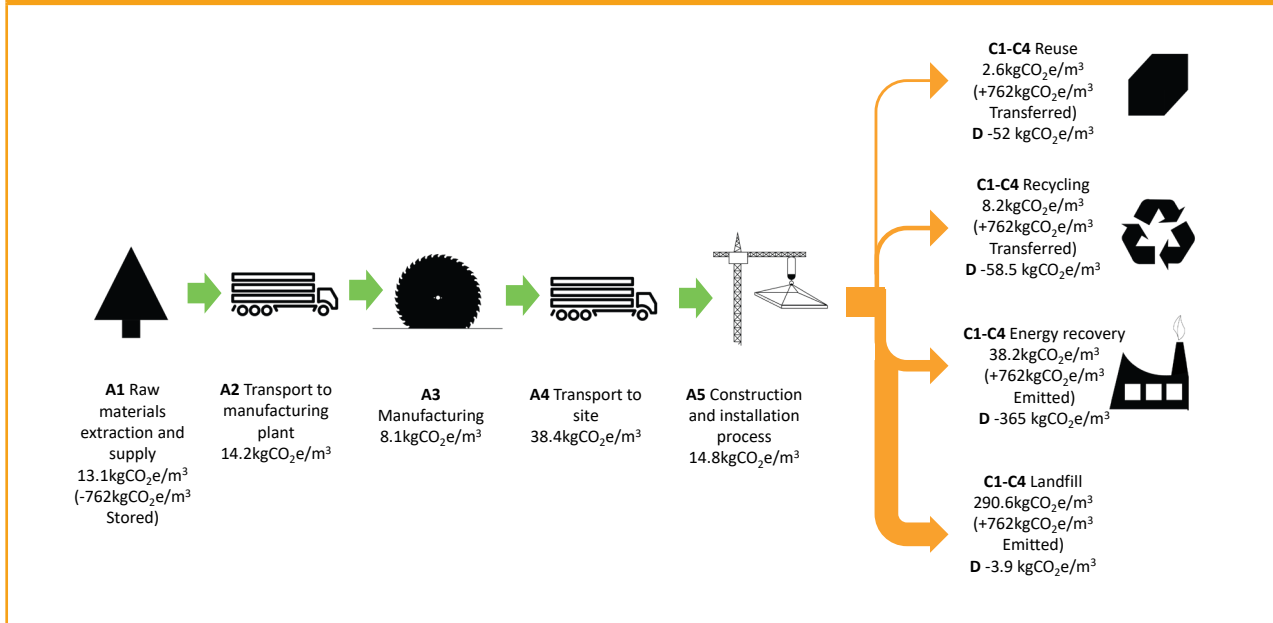 A1 Raw
materials
extraction and
supply
13.1kgCO₂e/m³
(-762kgCO₂e/m³
Stored)
A2 Transport to
manufacturing
plant
14.2kgCO₂e/m³
A3
Manufacturing
8.1kgCO₂e/m³
A4 Transport to
site
38.4kgCO₂e/m³
A5 Construction
and installation
process
14.8kgCO₂e/m³
C1-C4 Reuse
2.6kgCO₂e/m³
(+762kgCO₂e/m³
Transferred)
D -52 kgCO₂e/m³
C1-C4 Recycling
8.2kgCO₂e/m³
(+762kgCO₂e/m³
Transferred)
D -58.5 kgCO₂e/m³
C1-C4 Energy recovery
38.2kgCO₂e/m³
(+762kgCO₂e/m³
Emitted)
D -365 kgCO₂e/m³
C1-C4 Landfill
290.6kgCO₂e/m³
(+762kgCO₂e/m³
Emitted)
D -3.9 kgCO₂e/m³